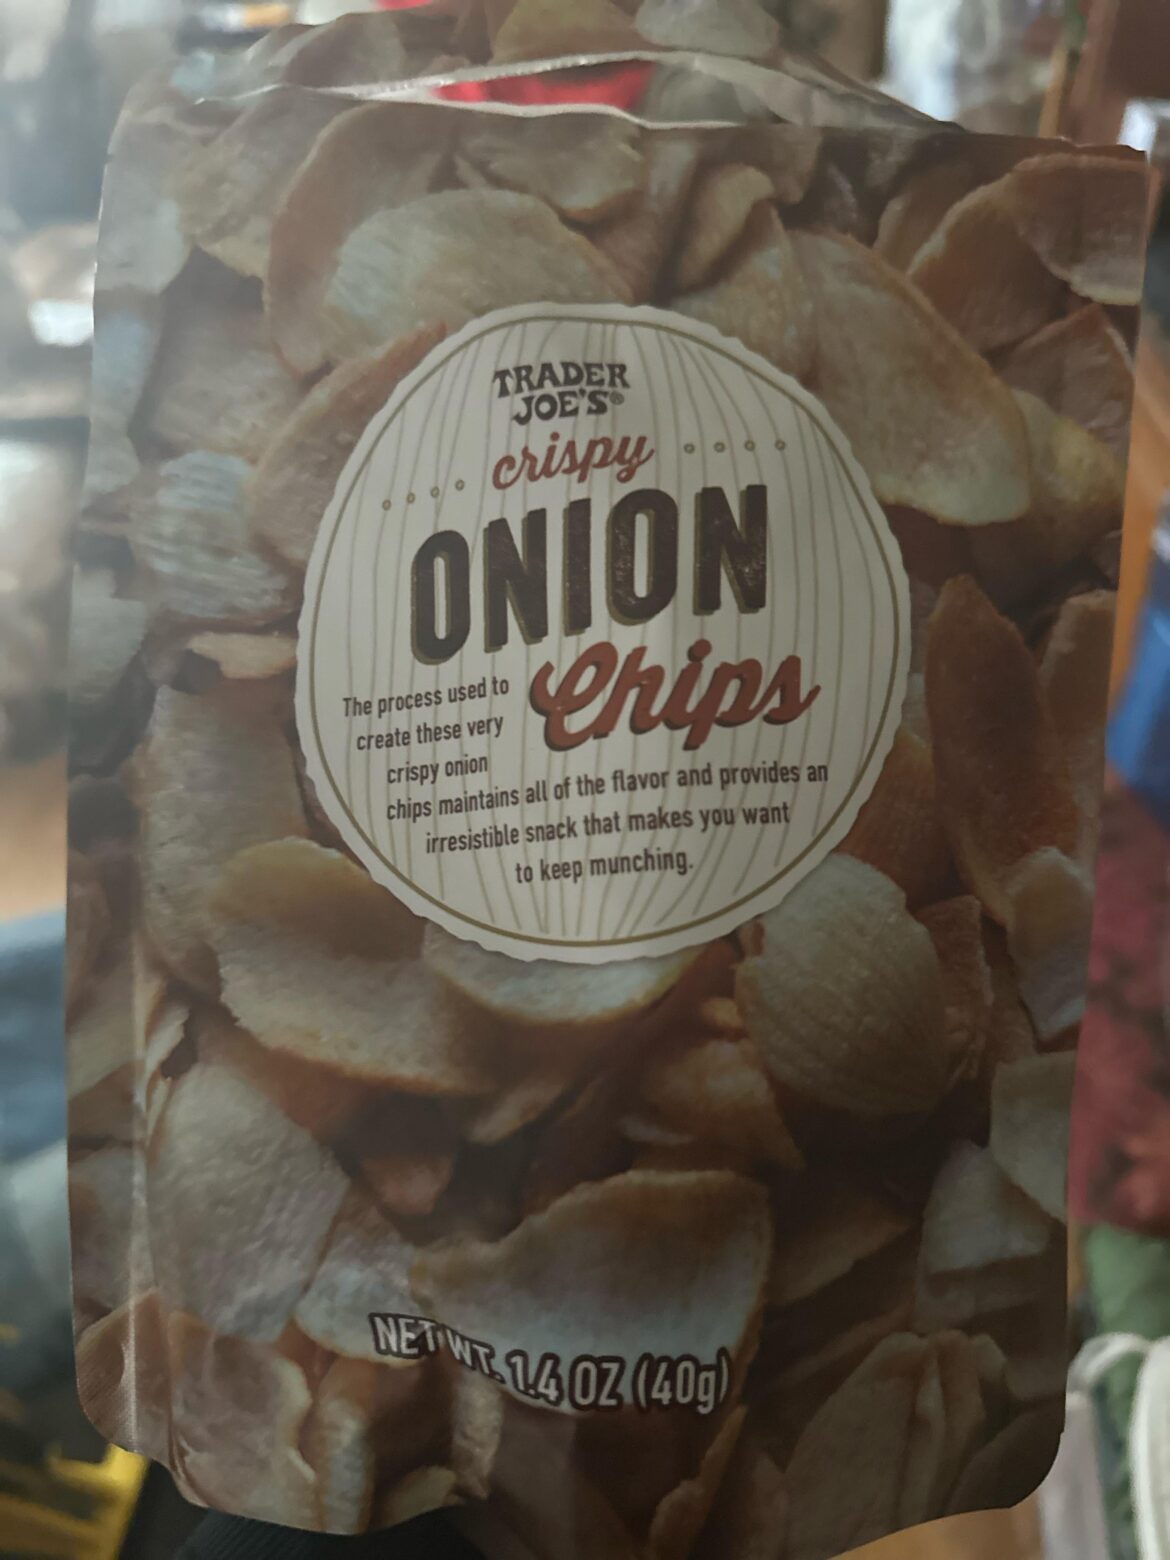 TRADER
JOE'S®
crispy
ONION
Chips
The process used to
create these very
crispy onion
chips maintains all of the flavor and provides an
irresistible snack that makes you want
to keep munching.
NET WT. 1.4 OZ (40g)